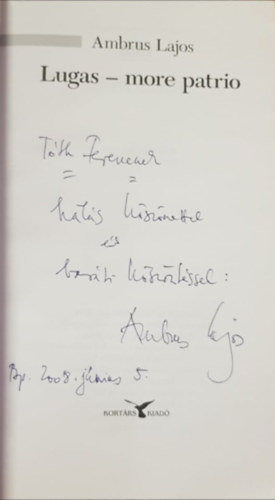 Ambrus Lajos
Lugas – more patrio
Tóth Ferencnek
hálás köszönettel
és
baráti köszöntéssel:
Ambrus Lajos
Bp. 2008. június 5.
KORTÁRS KIADÓ